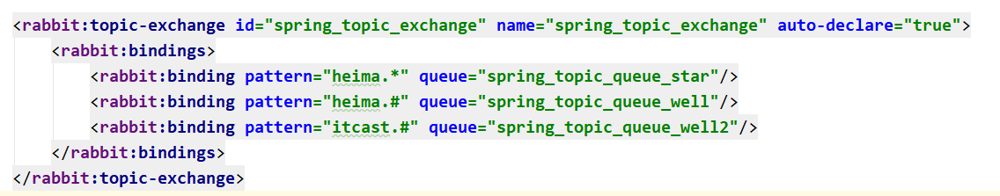 <rabbit:topic-exchange id="spring_topic_exchange" name="spring_topic_exchange" auto-declare="true">
    <rabbit:bindings>
        <rabbit:binding pattern="heima.*" queue="spring_topic_queue_star"/>
        <rabbit:binding pattern="heima.#" queue="spring_topic_queue_well"/>
        <rabbit:binding pattern="itcast.#" queue="spring_topic_queue_well2"/>
    </rabbit:bindings>
</rabbit:topic-exchange>